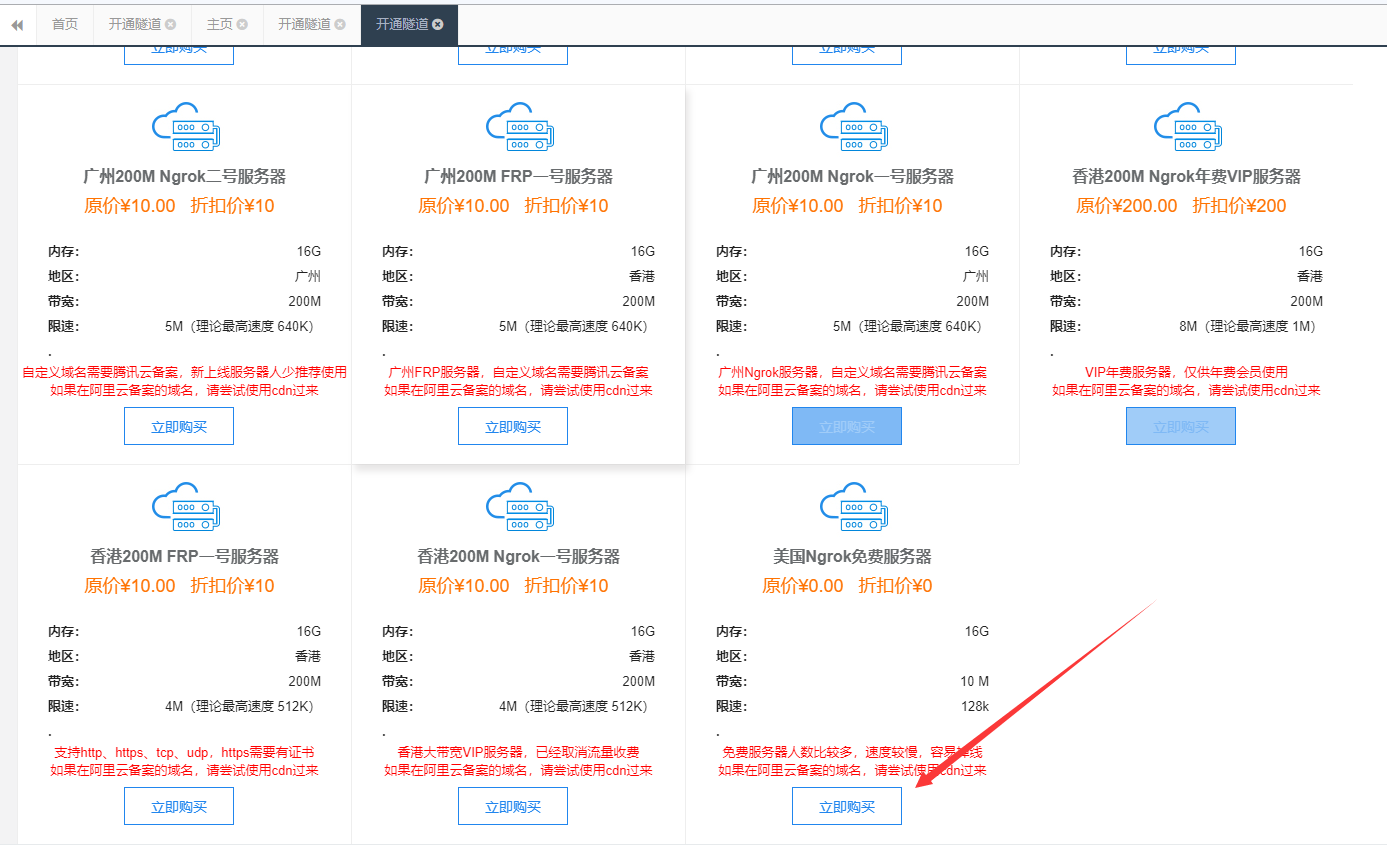 首页 开通隧道 主页 开通隧道 开通隧道
立即购买 立即购买 立即购买 立即购买
广州200M Ngrok二号服务器
原价¥10.00 折扣价¥10
内存: 16G
地区: 广州
带宽: 200M
限速: 5M（理论最高速度 640K）
.
自定义域名需要腾讯云备案，新上线服务器人少推荐使用
如果在阿里云备案的域名，请尝试使用cdn过来
立即购买
广州200M FRP一号服务器
原价¥10.00 折扣价¥10
内存: 16G
地区: 香港
带宽: 200M
限速: 5M（理论最高速度 640K）
.
广州FRP服务器，自定义域名需要腾讯云备案
如果在阿里云备案的域名，请尝试使用cdn过来
立即购买
广州200M Ngrok一号服务器
原价¥10.00 折扣价¥10
内存: 16G
地区: 广州
带宽: 200M
限速: 5M（理论最高速度 640K）
.
广州Ngrok服务器，自定义域名需要腾讯云备案
如果在阿里云备案的域名，请尝试使用cdn过来
立即购买
香港200M Ngrok年费VIP服务器
原价¥200.00 折扣价¥200
内存: 16G
地区: 香港
带宽: 200M
限速: 8M（理论最高速度 1M）
.
VIP年费服务器，仅供年费会员使用
如果在阿里云备案的域名，请尝试使用cdn过来
立即购买
香港200M FRP一号服务器
原价¥10.00 折扣价¥10
内存: 16G
地区: 香港
带宽: 200M
限速: 4M（理论最高速度 512K）
.
支持http、https、tcp、udp，https需要有证书
如果在阿里云备案的域名，请尝试使用cdn过来
立即购买
香港200M Ngrok一号服务器
原价¥10.00 折扣价¥10
内存: 16G
地区: 香港
带宽: 200M
限速: 4M（理论最高速度 512K）
.
香港大带宽VIP服务器，已经取消流量收费
如果在阿里云备案的域名，请尝试使用cdn过来
立即购买
美国Ngrok免费服务器
原价¥0.00 折扣价¥0
内存: 16G
地区:
带宽: 10 M
限速: 128k
.
免费服务器人数比较多，速度较慢，容易掉线
如果在阿里云备案的域名，请尝试使用cdn过来
立即购买